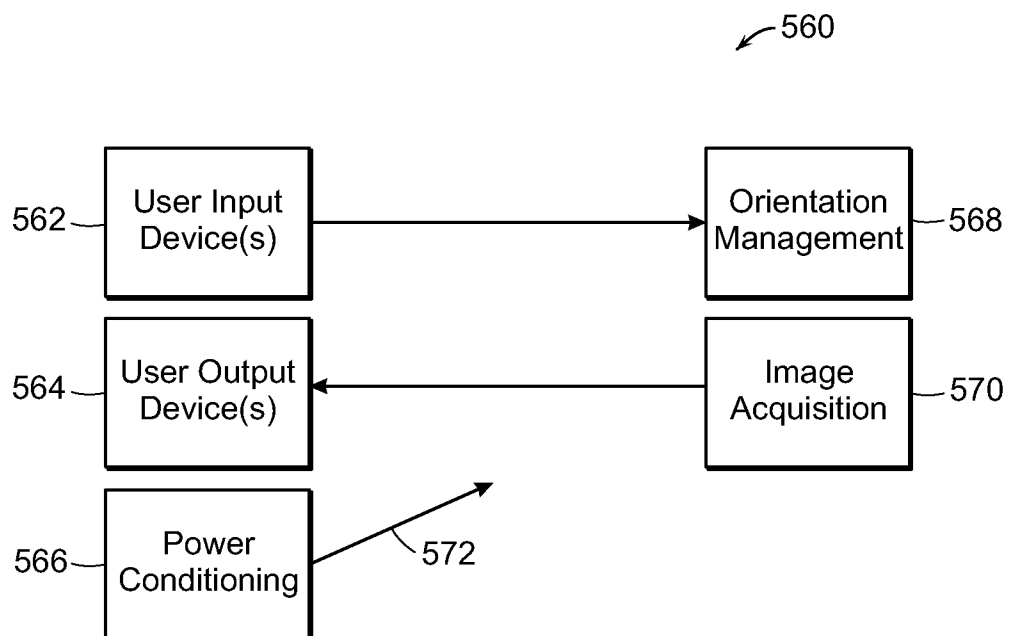 560
562
User Input
Device(s)
Orientation
Management
568
564
User Output
Device(s)
Image
Acquisition
570
566
Power
Conditioning
572